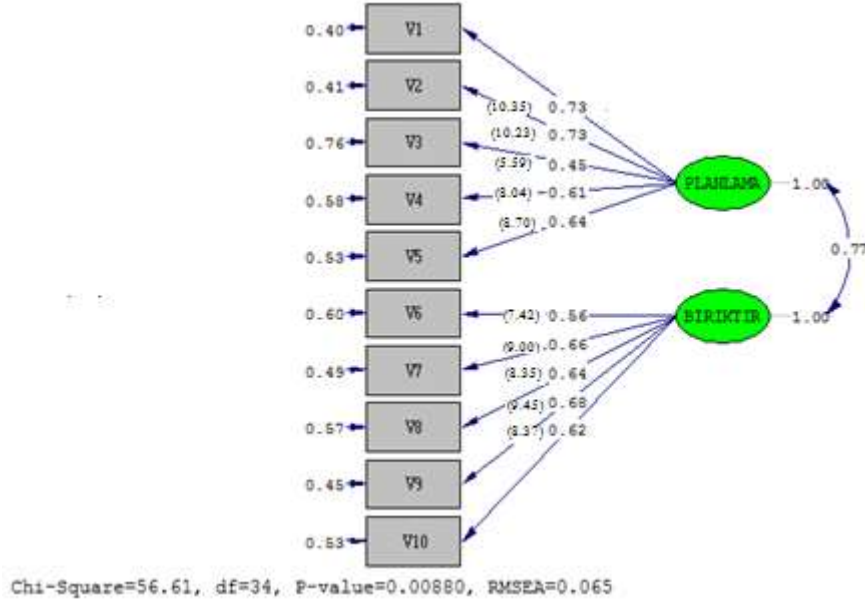 0.40 V1
0.41 V2 (10.35) 0.73
0.76 V3 (10.23) 0.73
(5.59) 0.45
0.58 V4 (8.04) 0.61 PLANLAMA 1.00
0.53 V5 (8.70) 0.64
0.77
0.60 V6 (7.42) 0.56 BIRIKTIR 1.00
0.49 V7 (9.00) 0.66
(8.35) 0.64
0.57 V8 (9.45) 0.68
(8.37) 0.62
0.45 V9
0.53 V10
Chi-Square=56.61, df=34, P-value=0.00880, RMSEA=0.065